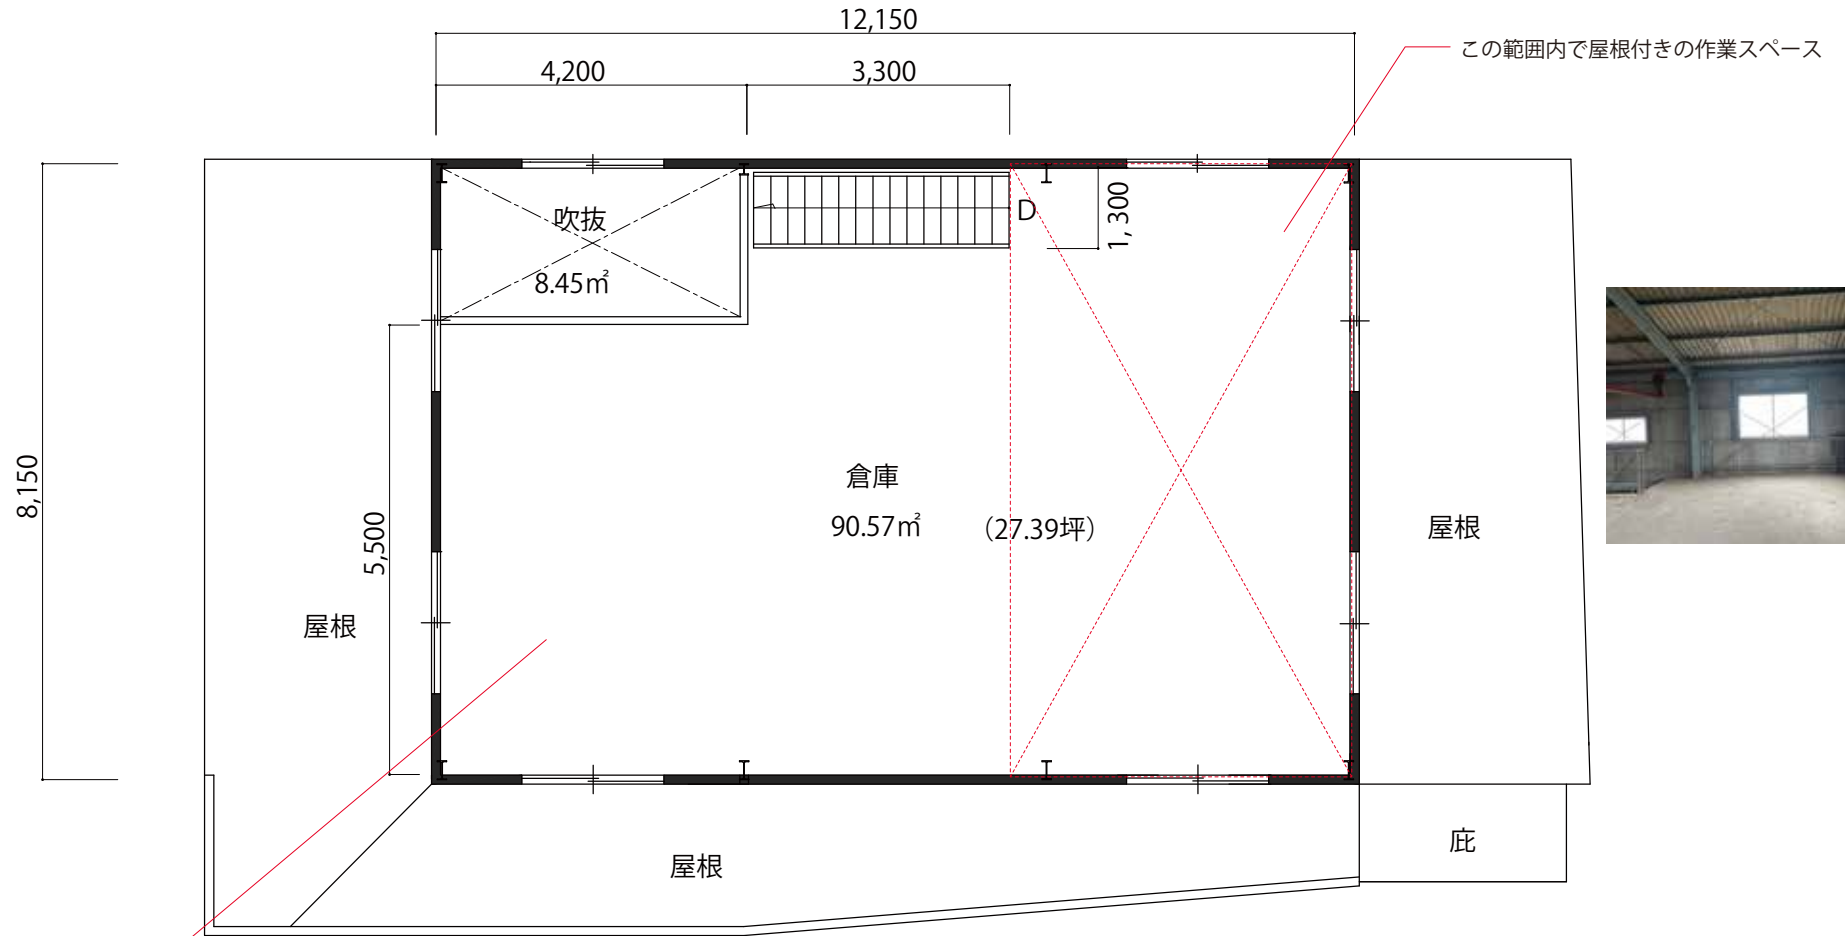 12,150
この範囲内で屋根付きの作業スペース
4,200
3,300
吹抜
8.45㎡
D
1,300
8,150
5,500
倉庫
90.57㎡ (27.39坪)
屋根
屋根
屋根
庇